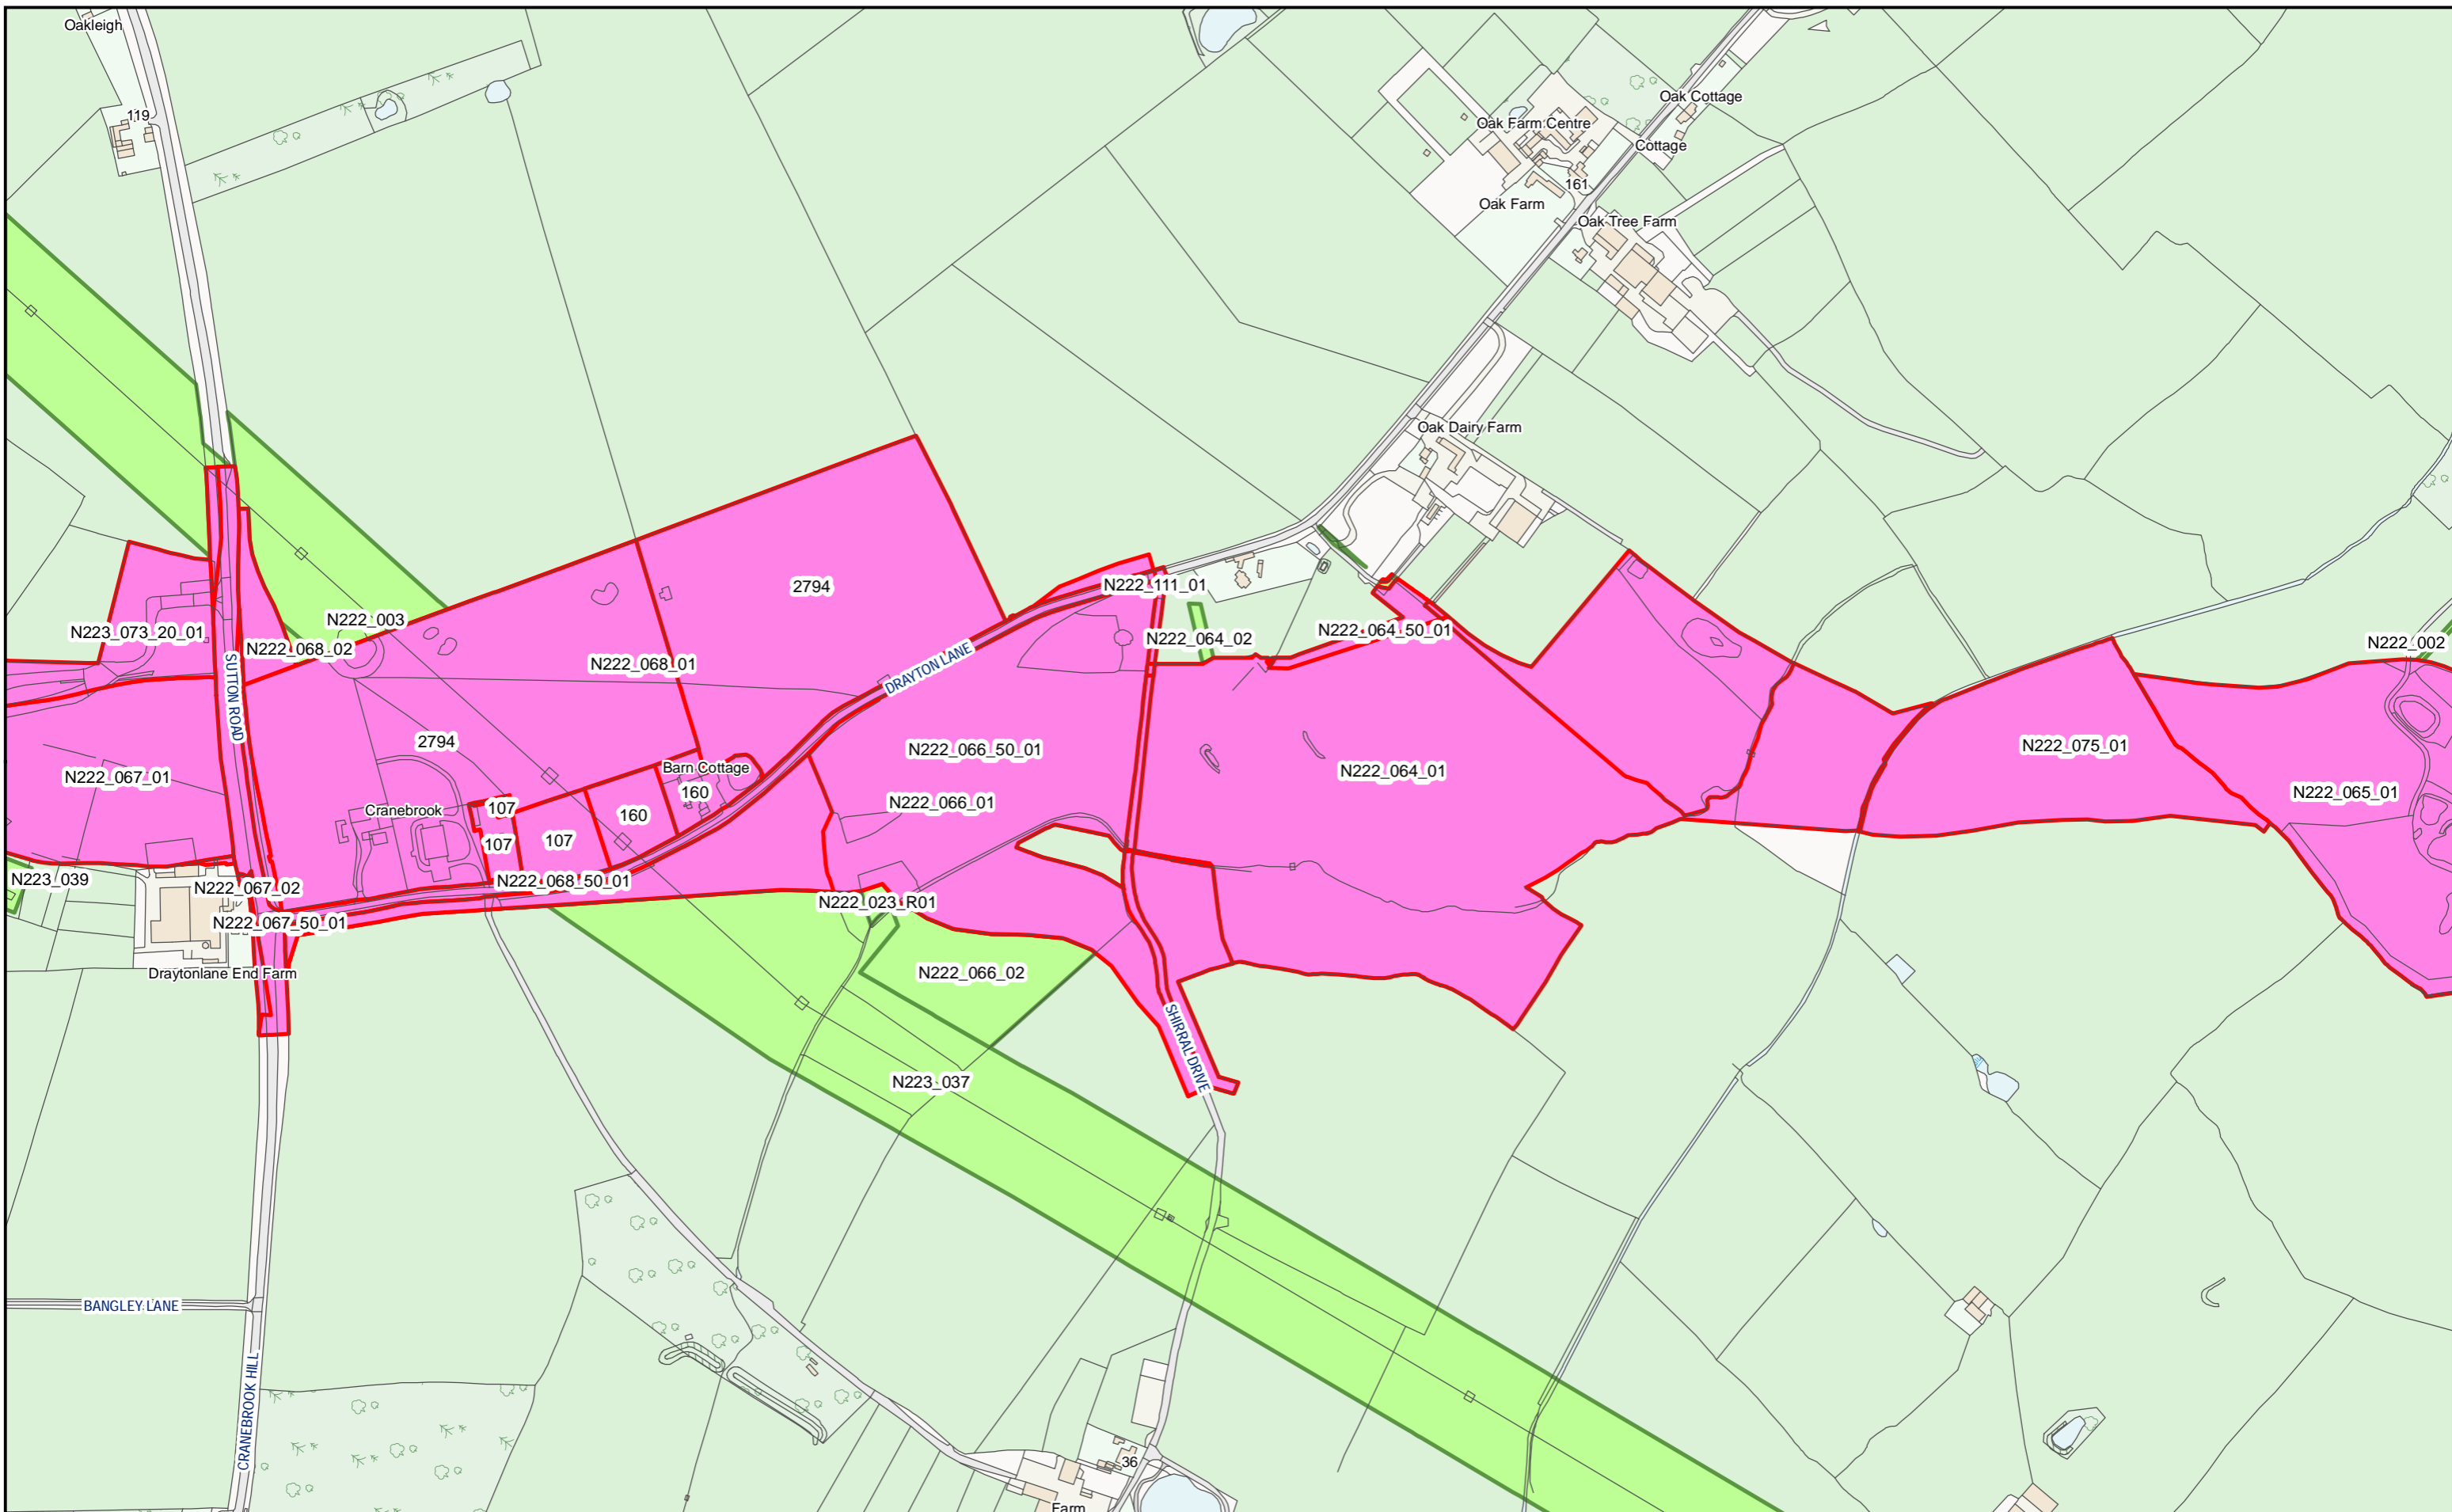 Oakleigh
119
Oak Cottage
Oak Farm Centre
Cottage
161
Oak Farm
Oak Tree Farm
Oak Dairy Farm
2794
N222_111_01
N222_003
N223_073_20_01
N222_068_02
N222_064_02
N222_064_50_01
N222_002
N222_068_01
DRAYTON LANE
SUTTON ROAD
2794
N222_066_50_01
N222_075_01
N222_067_01
Barn Cottage
N222_064_01
160
N222_065_01
Cranebrook
107
160
N222_066_01
107
107
N223_039
N222_067_02
N222_068_50_01
N222_023_R01
N222_067_50_01
Draytonlane End Farm
N222_066_02
SHIRRAL DRIVE
N223_037
BANGLEY LANE
CRANEBROOK HILL
36
Farm